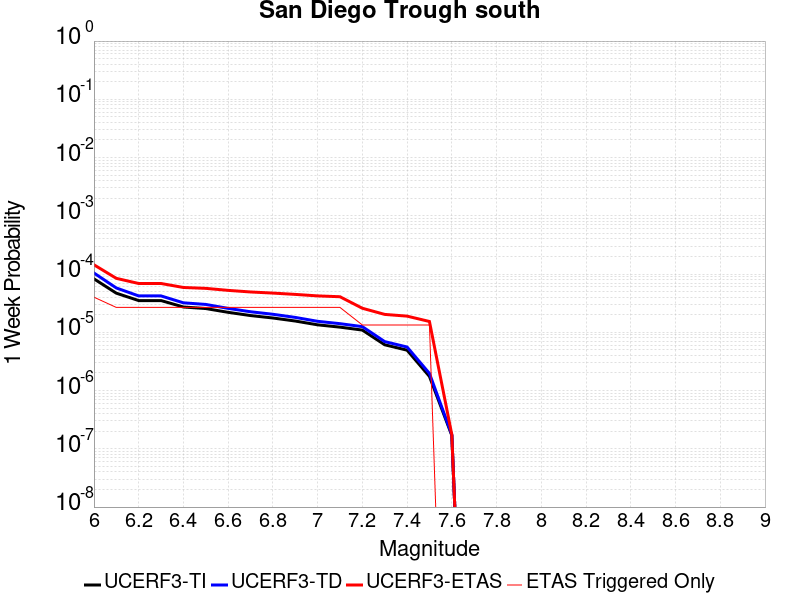 San Diego Trough south
10^0
10^-1
10^-2
10^-3
10^-4
10^-5
10^-6
10^-7
10^-8
1 Week Probability
6 6.2 6.4 6.6 6.8 7 7.2 7.4 7.6 7.8 8 8.2 8.4 8.6 8.8 9
Magnitude
UCERF3-TI UCERF3-TD UCERF3-ETAS ETAS Triggered Only